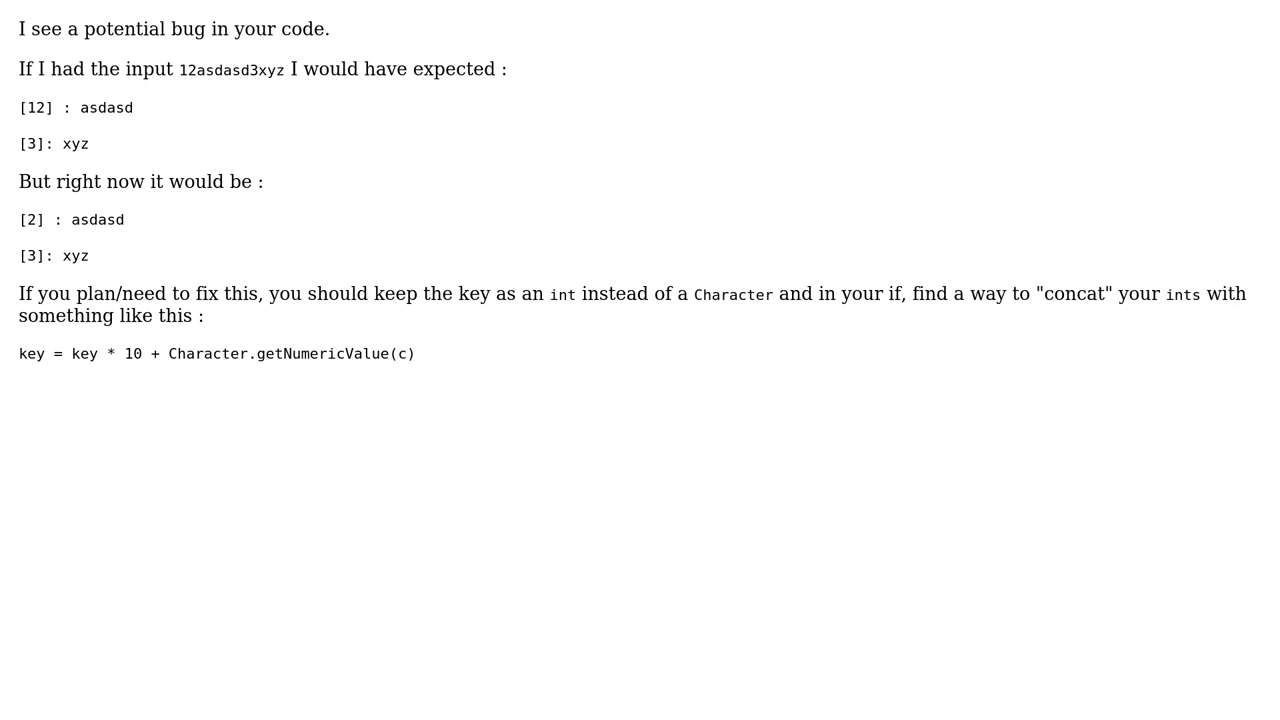 I see a potential bug in your code.
If I had the input 12asdasd3xyz I would have expected :
[12] : asdasd
[3]: xyz
But right now it would be :
[2] : asdasd
[3]: xyz
If you plan/need to fix this, you should keep the key as an int instead of a Character and in your if, find a way to "concat" your ints with
something like this :
key = key * 10 + Character.getNumericValue(c)